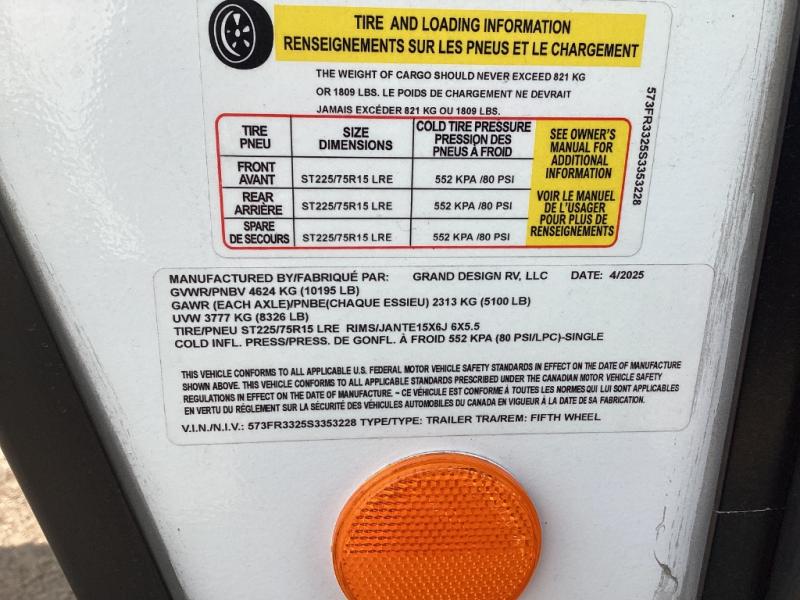 TIRE AND LOADING INFORMATION
RENSEIGNEMENTS SUR LES PNEUS ET LE CHARGEMENT
THE WEIGHT OF CARGO SHOULD NEVER EXCEED 821 KG
OR 1809 LBS. LE POIDS DE CHARGEMENT NE DEVRAIT
JAMAIS EXCÉDER 821 KG OU 1809 LBS.
TIRE
PNEU
SIZE
DIMENSIONS
COLD TIRE PRESSURE
PRESSION DES
PNEUS À FROID
FRONT
AVANT
ST225/75R15 LRE
552 KPA /80 PSI
REAR
ARRIÈRE
ST225/75R15 LRE
552 KPA /80 PSI
SPARE
DE SECOURS
ST225/75R15 LRE
552 KPA /80 PSI
SEE OWNER'S
MANUAL FOR
ADDITIONAL
INFORMATION
VOIR LE MANUEL
DE L'USAGER
POUR PLUS DE
RENSEIGNEMENTS
573FR3325S3353228
MANUFACTURED BY/FABRIQUÉ PAR: GRAND DESIGN RV, LLC DATE: 4/2025
GVWR/PNBV 4624 KG (10195 LB)
GAWR (EACH AXLE)/PNBE(CHAQUE ESSIEU) 2313 KG (5100 LB)
UVW 3777 KG (8326 LB)
TIRE/PNEU ST225/75R15 LRE RIMS/JANTE15X6J 6X5.5
COLD INFL. PRESS/PRESS. DE GONFL. À FROID 552 KPA (80 PSI/LPC)-SINGLE
THIS VEHICLE CONFORMS TO ALL APPLICABLE U.S. FEDERAL MOTOR VEHICLE SAFETY STANDARDS IN EFFECT ON THE DATE OF MANUFACTURE
SHOWN ABOVE. THIS VEHICLE CONFORMS TO ALL APPLICABLE STANDARDS PRESCRIBED UNDER THE CANADIAN MOTOR VEHICLE SAFETY
REGULATIONS IN EFFECT ON THE DATE OF MANUFACTURE. ~ CE VÉHICULE EST CONFORME À TOUTES LES NORMES QUI LUI SONT APPLICABLES
EN VERTU DU RÉGLEMENT SUR LA SÉCURITÉ DES VÉHICULES AUTOMOBILES DU CANADA EN VIGUEUR À LA DATE DE SA FABRICATION.
V.I.N./N.I.V.: 573FR3325S3353228 TYPE/TYPE: TRAILER TRA/REM: FIFTH WHEEL